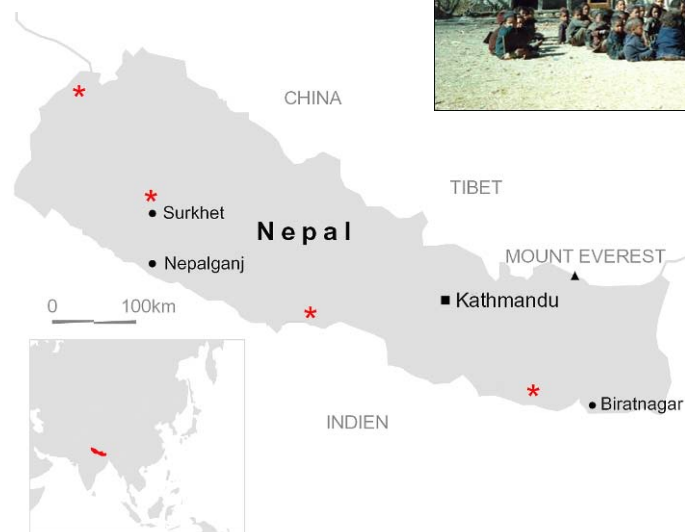 CHINA
TIBET
Surkhet
Nepal
MOUNT EVEREST
Nepalganj
0 100km
Kathmandu
Biratnagar
INDIEN